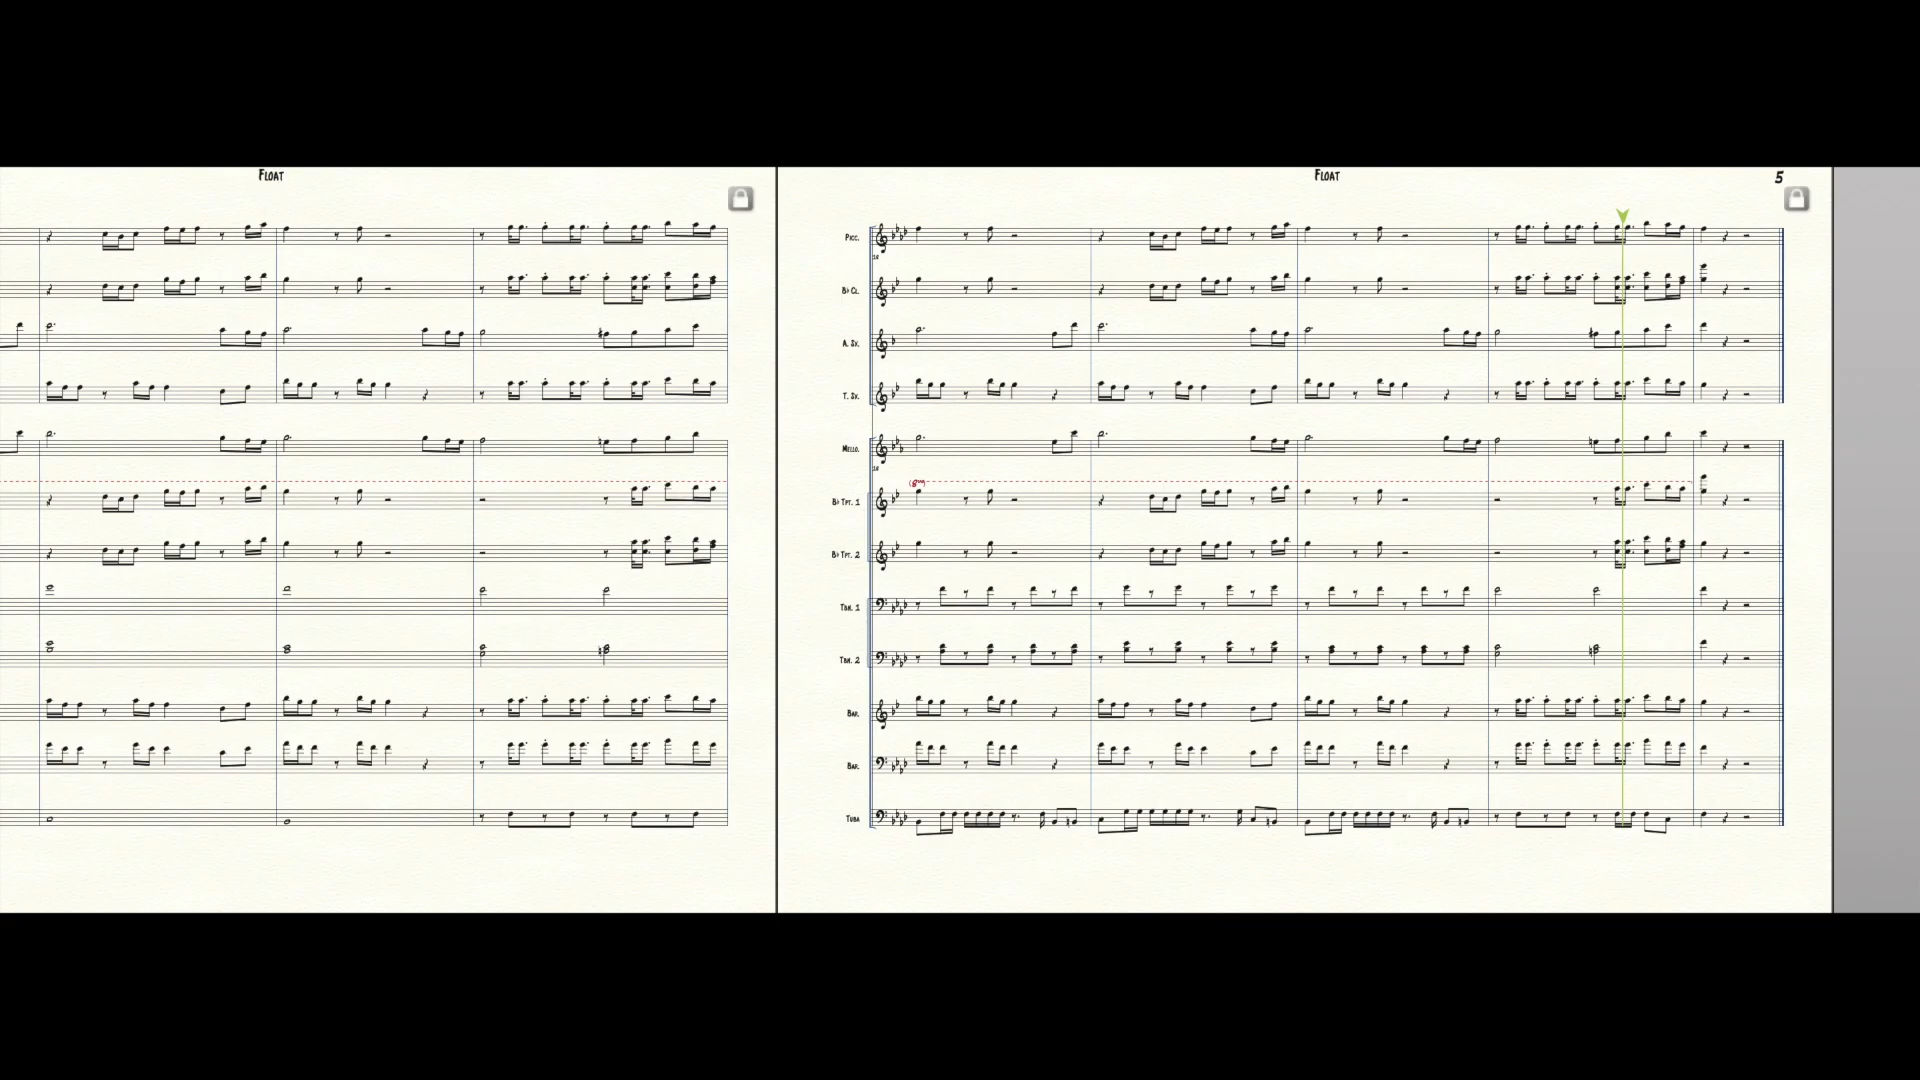 FLOAT
FLOAT
5
PICC.
B♭ CL.
A. SX.
T. SX.
MELLO.
(8va)
B♭ TPT. 1
B♭ TPT. 2
TBN. 1
TBN. 2
BAR.
BAR.
TUBA